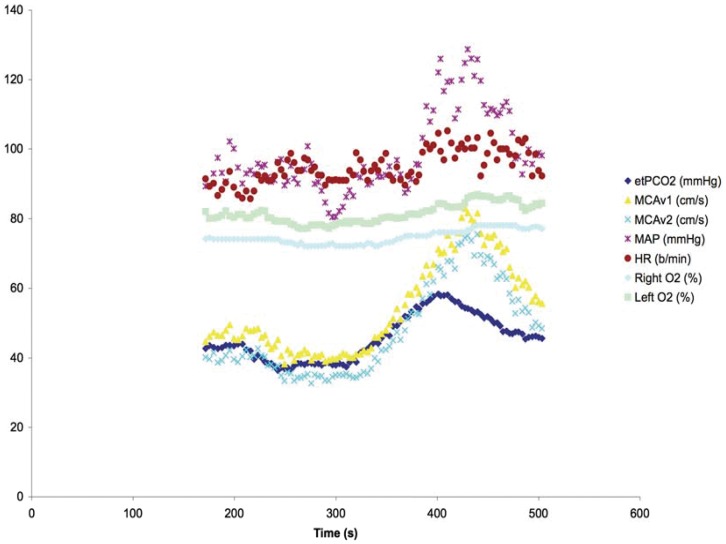 140
120
100
80
60
40
20
0
0 100 200 300 400 500 600
Time (s)
etPCO2 (mmHg)
MCAv1 (cm/s)
MCAv2 (cm/s)
MAP (mmHg)
HR (b/min)
Right O2 (%)
Left O2 (%)